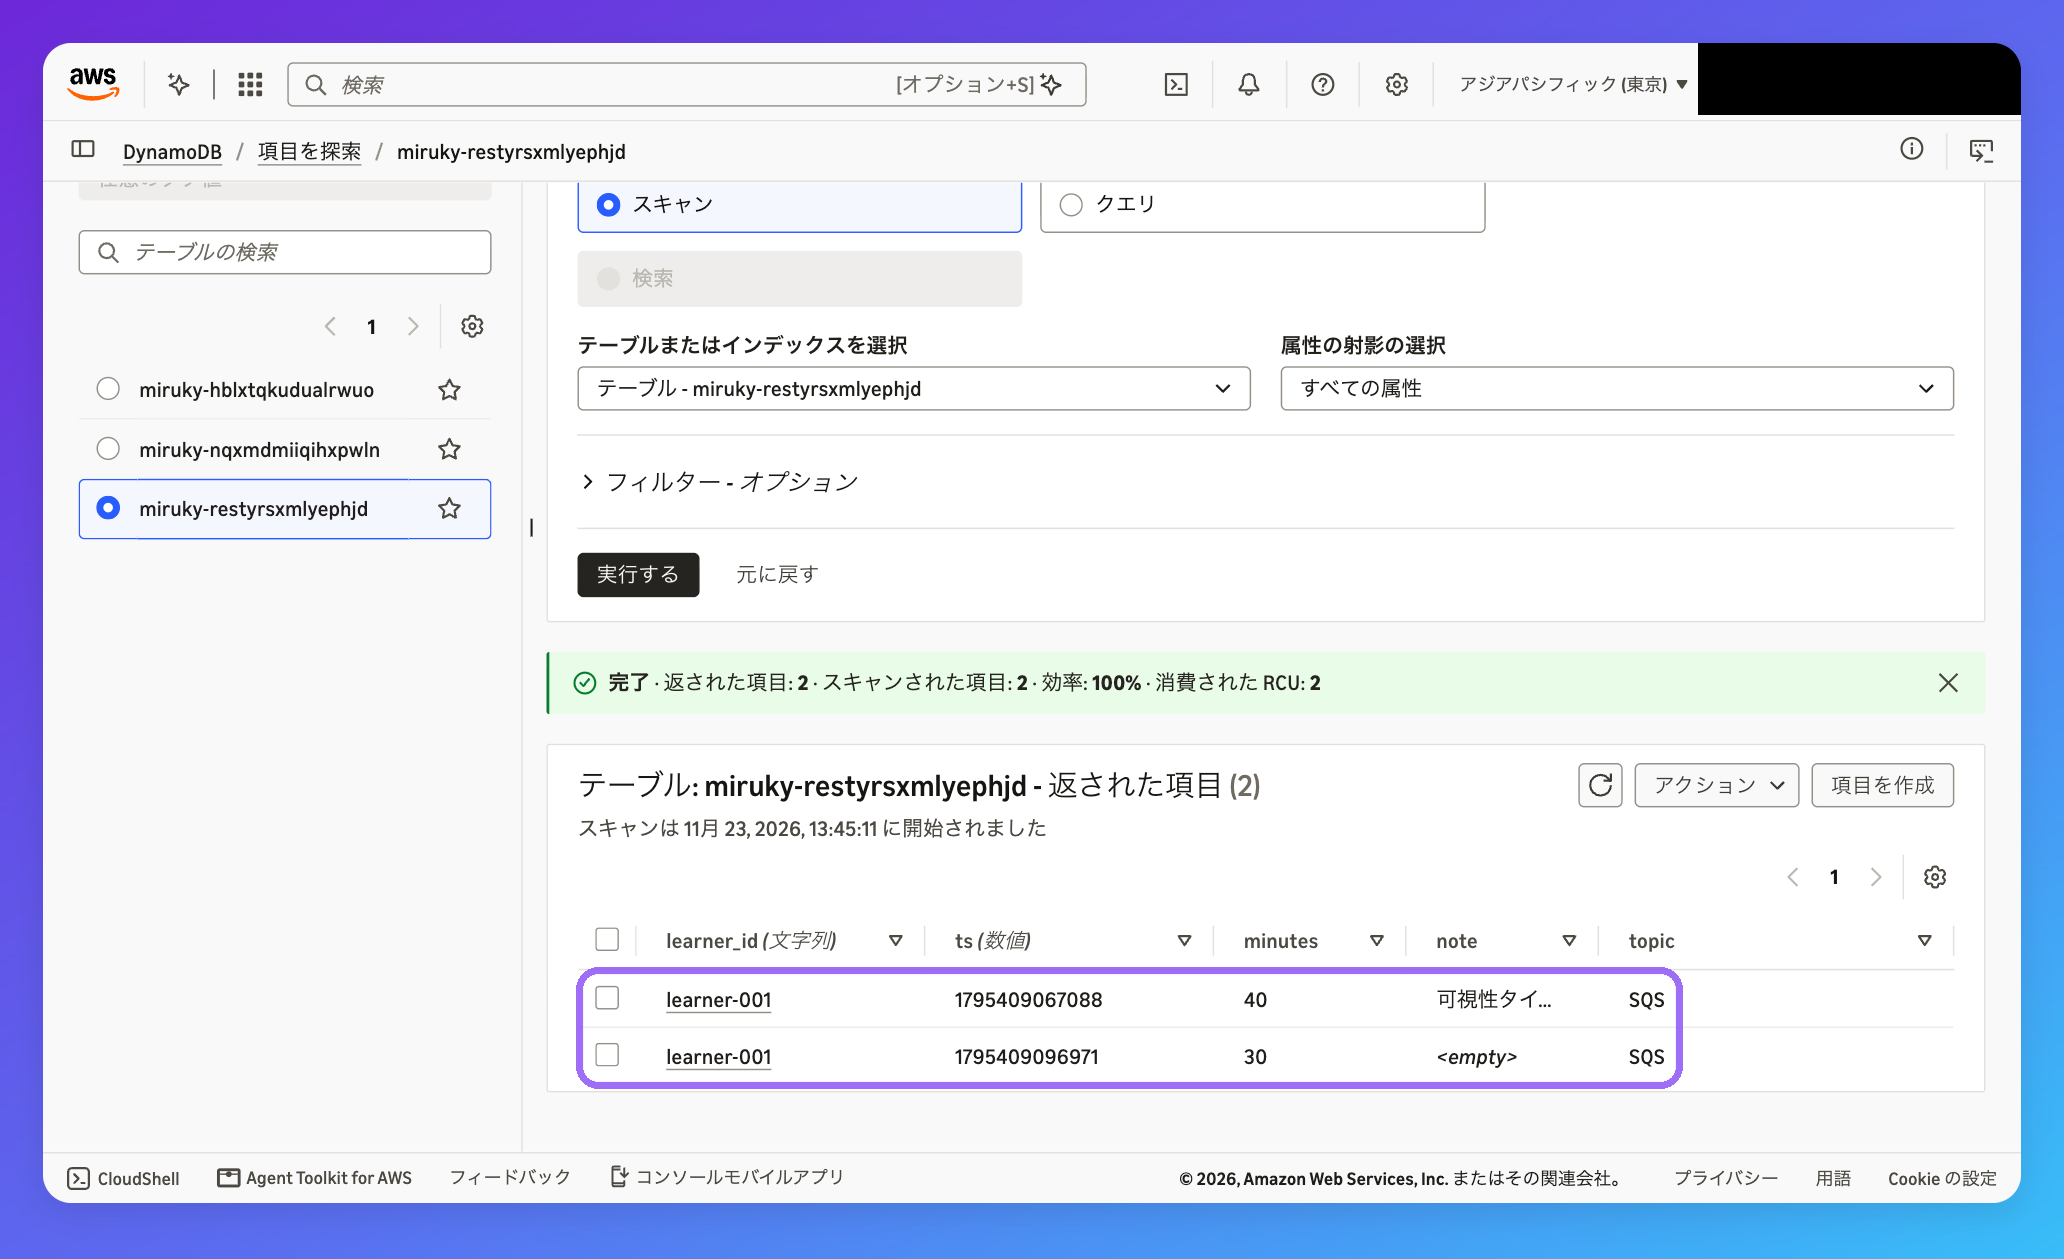 aws
検索
[オプション+S]
アジアパシフィック (東京) ▼
DynamoDB / 項目を探索 / miruky-restyrsxmlyephjd
テーブルの検索
1
miruky-hblxtqkudualrwuo
miruky-nqxmdmiiqihxpwln
miruky-restyrsxmlyephjd
スキャン
クエリ
検索
テーブルまたはインデックスを選択
属性の射影の選択
テーブル - miruky-restyrsxmlyephjd
すべての属性
フィルター - オプション
実行する
元に戻す
完了 · 返された項目: 2 · スキャンされた項目: 2 · 効率: 100% · 消費された RCU: 2
テーブル: miruky-restyrsxmlyephjd - 返された項目 (2)
アクション
項目を作成
スキャンは 11月 23, 2026, 13:45:11 に開始されました
1
learner_id (文字列) ts (数値) minutes note topic
learner-001 1795409067088 40 可視性タイ... SQS
learner-001 1795409096971 30 <empty> SQS
CloudShell Agent Toolkit for AWS フィードバック コンソールモバイルアプリ © 2026, Amazon Web Services, Inc. またはその関連会社。 プライバシー 用語 Cookie の設定